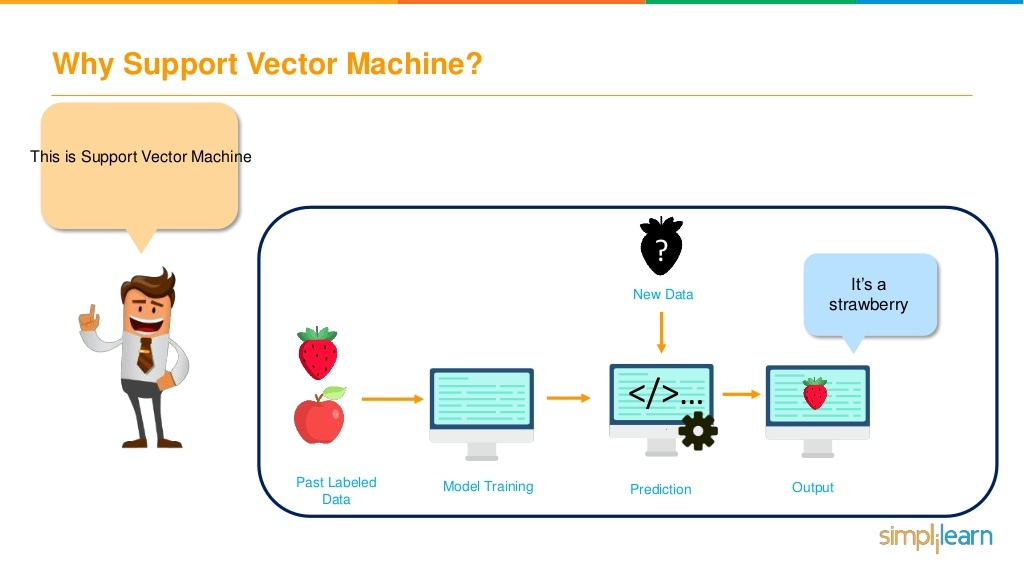 Why Support Vector Machine?
This is Support Vector Machine
?
New Data
It's a
strawberry
</>...
Past Labeled
Data
Model Training
Prediction
Output
simplilearn